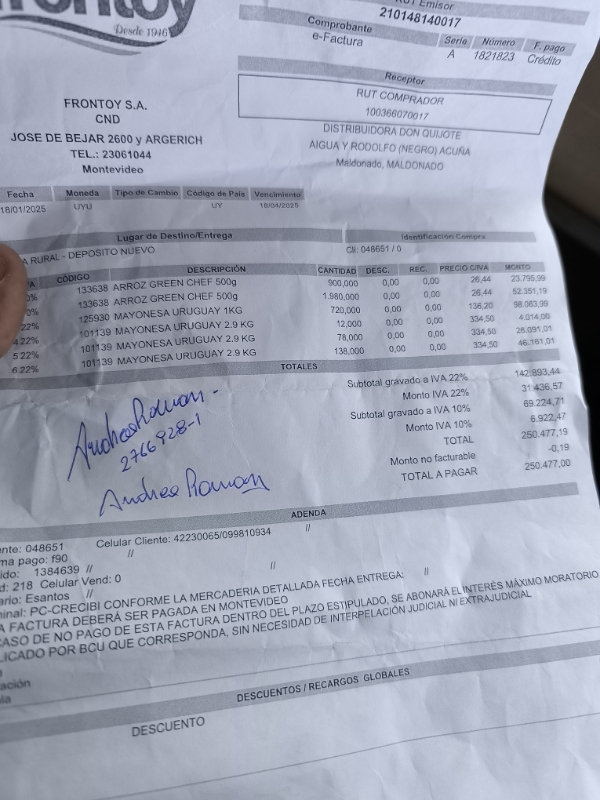 Frontoy
Desde 1946
RUT Emisor
210148140017
Comprobante Serie Número F. pago
e-Factura A 1821823 Crédito
Receptor
RUT COMPRADOR
100366070017
DISTRIBUIDORA DON QUIJOTE
AIGUA Y RODOLFO (NEGRO) ACUÑA
Maldonado, MALDONADO
FRONTOY S.A.
CND
JOSE DE BEJAR 2600 y ARGERICH
TEL.: 23061044
Montevideo
Fecha Moneda Tipo de Cambio Código de País Vencimiento
18/01/2025 UYU UY 18/04/2025
Lugar de Destino/Entrega Identificación Compra
A RURAL - DEPOSITO NUEVO CS: 048651 / 0
CÓDIGO DESCRIPCIÓN CANTIDAD DESC. REC. PRECIO C/IVA MONTO
133638 ARROZ GREEN CHEF 500g 900,000 0,00 0,00 26,44 23.795,99
133638 ARROZ GREEN CHEF 500g 1.980,000 0,00 0,00 26,44 52.351,19
22% 125930 MAYONESA URUGUAY 1KG 720,000 0,00 0,00 136,20 98.063,99
4 22% 101139 MAYONESA URUGUAY 2.9 KG 12,000 0,00 0,00 334,50 4.014,00
5 22% 101139 MAYONESA URUGUAY 2.9 KG 78,000 0,00 0,00 334,50 26.091,01
6 22% 101139 MAYONESA URUGUAY 2.9 KG 138,000 0,00 0,00 334,50 46.161,01
TOTALES
Subtotal gravado a IVA 22% 142.893,44
Monto IVA 22% 31.436,57
Subtotal gravado a IVA 10% 69.224,71
Monto IVA 10% 6.922,47
TOTAL 250.477,19
Monto no facturable -0,19
TOTAL A PAGAR 250.477,00
Andrea Roman -
2766928-1
Andrea Roman
ADENDA
nte: 048651 Celular Cliente: 42230065/099810934 //
ma pago: f90 //
ido: 1384639 // //
d: 218 Celular Vend: 0
ario: Esantos //
minal: PC-CRECIBI CONFORME LA MERCADERIA DETALLADA FECHA ENTREGA: //
A FACTURA DEBERÁ SER PAGADA EN MONTEVIDEO
CASO DE NO PAGO DE ESTA FACTURA DENTRO DEL PLAZO ESTIPULADO, SE ABONARÁ EL INTERÉS MÁXIMO MORATORIO
LICADO POR BCU QUE CORRESPONDA, SIN NECESIDAD DE INTERPELACIÓN JUDICIAL NI EXTRAJUDICIAL
ación
la
DESCUENTOS / RECARGOS GLOBALES
DESCUENTO